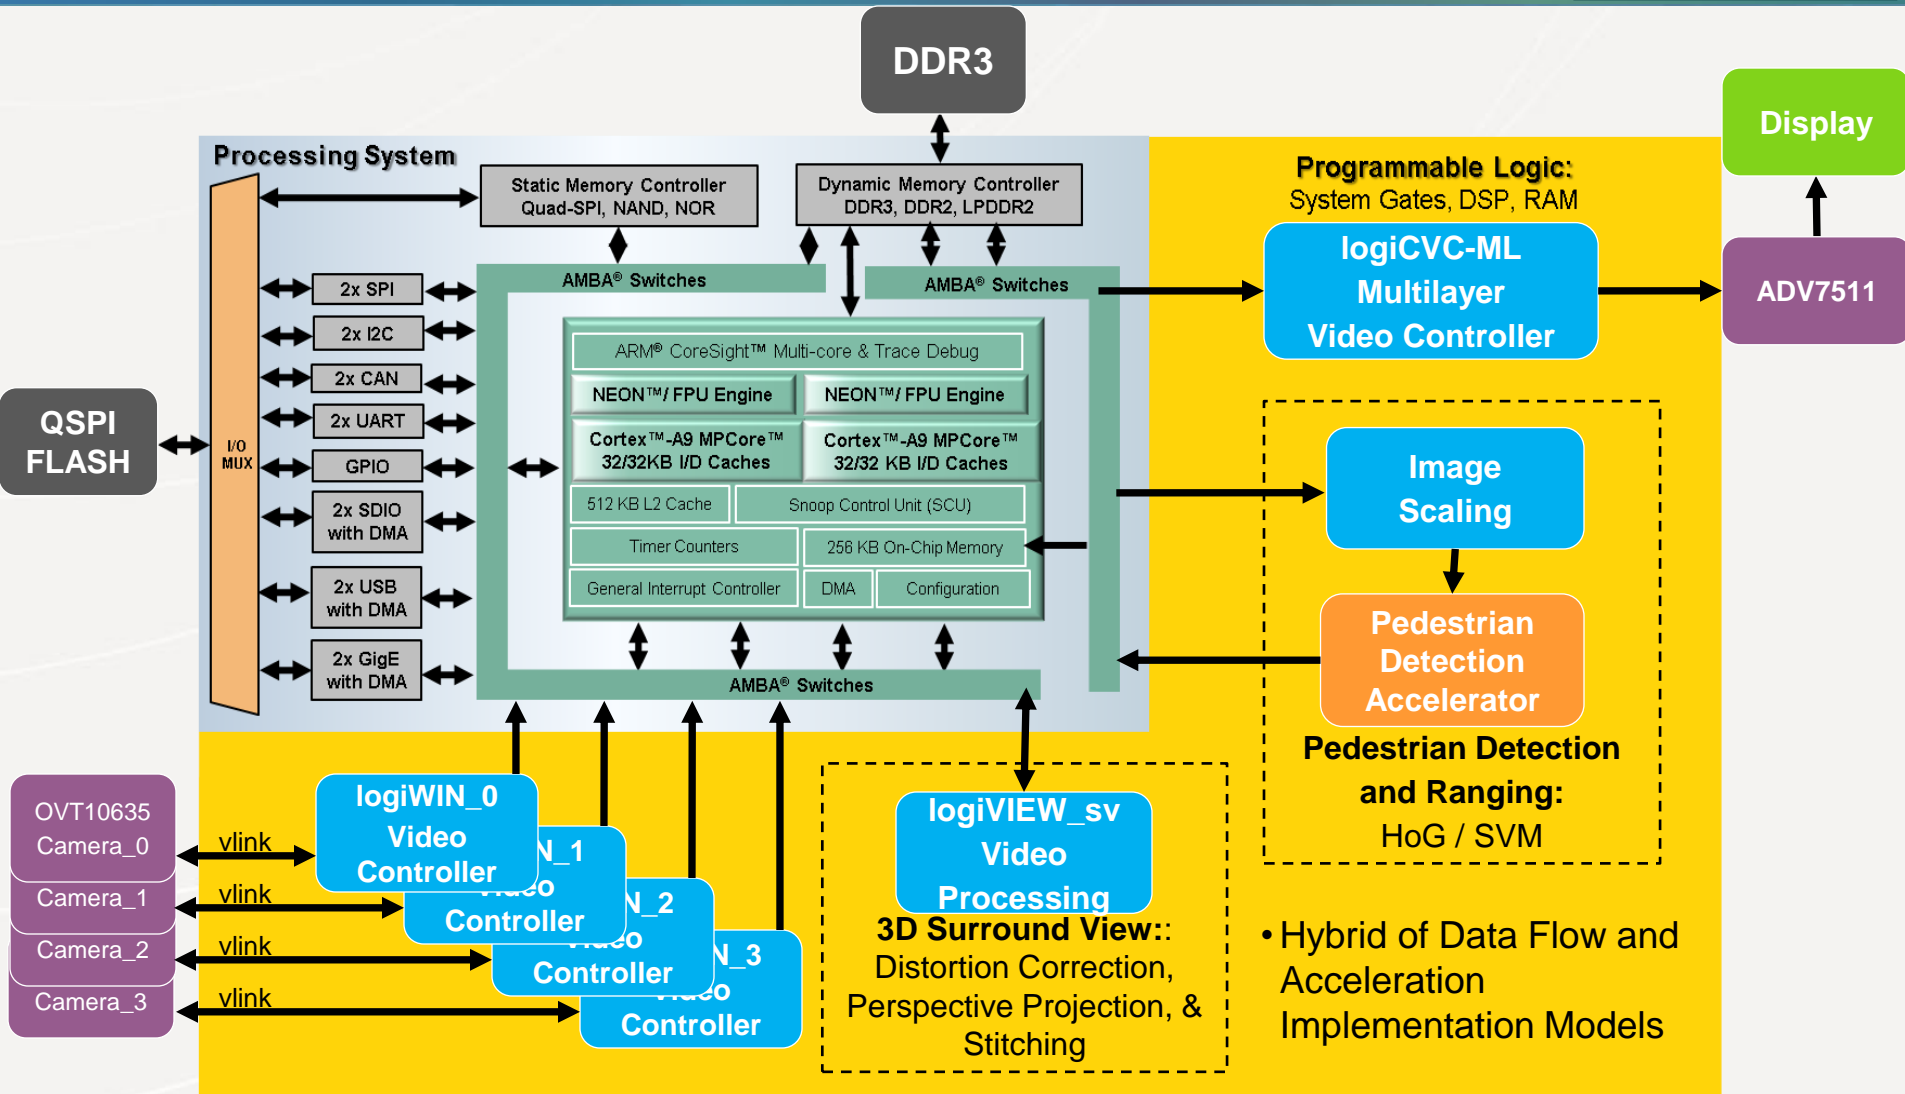 DDR3
Display
Processing System
Static Memory Controller
Quad-SPI, NAND, NOR
Dynamic Memory Controller
DDR3, DDR2, LPDDR2
Programmable Logic:
System Gates, DSP, RAM
logiCVC-ML
Multilayer
Video Controller
ADV7511
AMBA® Switches
AMBA® Switches
2x SPI
2x I2C
2x CAN
2x UART
GPIO
2x SDIO
with DMA
2x USB
with DMA
2x GigE
with DMA
I/O
MUX
QSPI
FLASH
ARM® CoreSight™ Multi-core & Trace Debug
NEON™/ FPU Engine
NEON™/ FPU Engine
Cortex™-A9 MPCore™
32/32KB I/D Caches
Cortex™-A9 MPCore™
32/32 KB I/D Caches
512 KB L2 Cache
Snoop Control Unit (SCU)
Timer Counters
256 KB On-Chip Memory
General Interrupt Controller
DMA
Configuration
AMBA® Switches
Image
Scaling
Pedestrian
Detection
Accelerator
Pedestrian Detection
and Ranging:
HoG / SVM
OVT10635
Camera_0
Camera_1
Camera_2
Camera_3
vlink
vlink
vlink
vlink
logiWIN_0
Video
Controller
N_1
Video
Controller
N_2
Video
Controller
N_3
Video
Controller
logiVIEW_sv
Video
Processing
3D Surround View::
Distortion Correction,
Perspective Projection, &
Stitching
• Hybrid of Data Flow and
Acceleration
Implementation Models